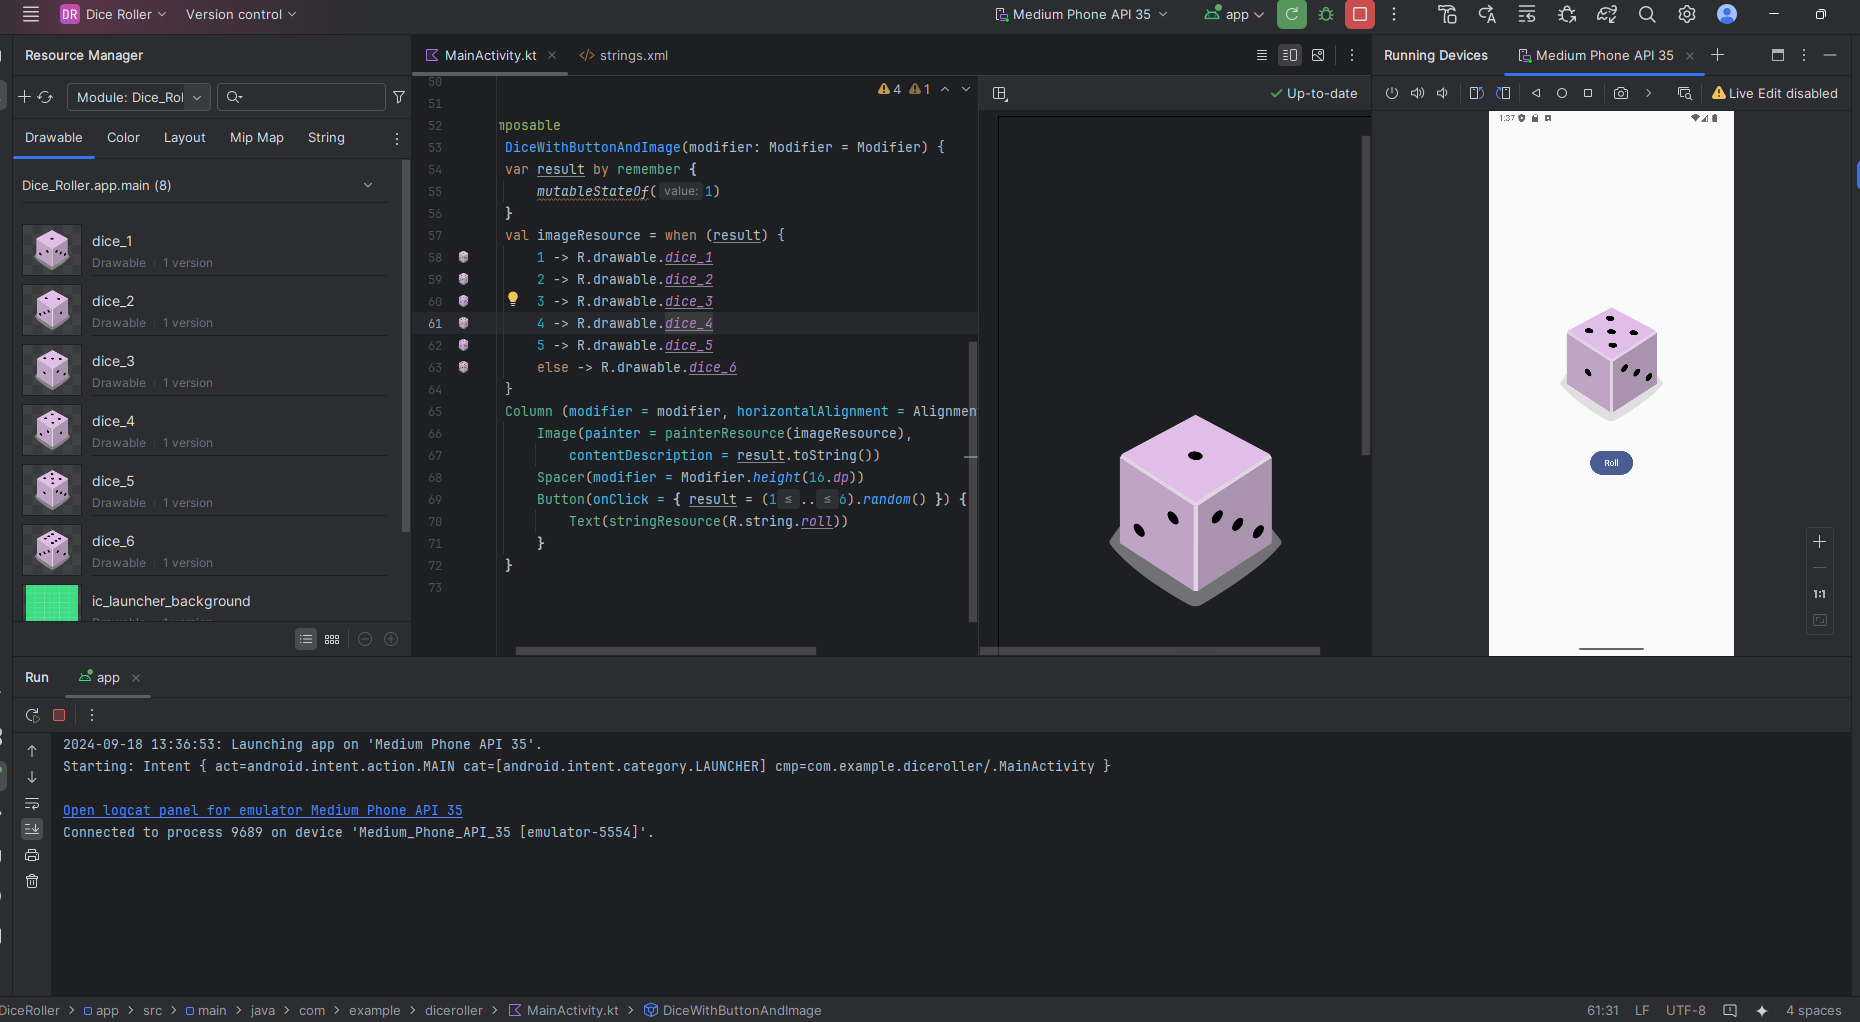 DR Dice Roller Version control Medium Phone API 35 app
Resource Manager
Module: Dice_Rol
Drawable Color Layout Mip Map String
Dice_Roller.app.main (8)
dice_1
Drawable 1 version
dice_2
Drawable 1 version
dice_3
Drawable 1 version
dice_4
Drawable 1 version
dice_5
Drawable 1 version
dice_6
Drawable 1 version
ic_launcher_background
MainActivity.kt strings.xml
4 1
50
51
52 mposable
53 DiceWithButtonAndImage(modifier: Modifier = Modifier) {
54 var result by remember {
55 mutableStateOf( value: 1)
56 }
57 val imageResource = when (result) {
58 1 -> R.drawable.dice_1
59 2 -> R.drawable.dice_2
60 3 -> R.drawable.dice_3
61 4 -> R.drawable.dice_4
62 5 -> R.drawable.dice_5
63 else -> R.drawable.dice_6
64 }
65 Column (modifier = modifier, horizontalAlignment = Alignmen
66 Image(painter = painterResource(imageResource),
67 contentDescription = result.toString())
68 Spacer(modifier = Modifier.height(16.dp))
69 Button(onClick = { result = (1 ≤ .. ≤ 6).random() }) {
70 Text(stringResource(R.string.roll))
71 }
72 }
73
Up-to-date
Running Devices Medium Phone API 35
Live Edit disabled
1:37
Roll
1:1
Run app
2024-09-18 13:36:53: Launching app on 'Medium Phone API 35'.
Starting: Intent { act=android.intent.action.MAIN cat=[android.intent.category.LAUNCHER] cmp=com.example.diceroller/.MainActivity }
Open logcat panel for emulator Medium Phone API 35
Connected to process 9689 on device 'Medium_Phone_API_35 [emulator-5554]'.
DiceRoller > app > src > main > java > com > example > diceroller > MainActivity.kt > DiceWithButtonAndImage 61:31 LF UTF-8 4 spaces